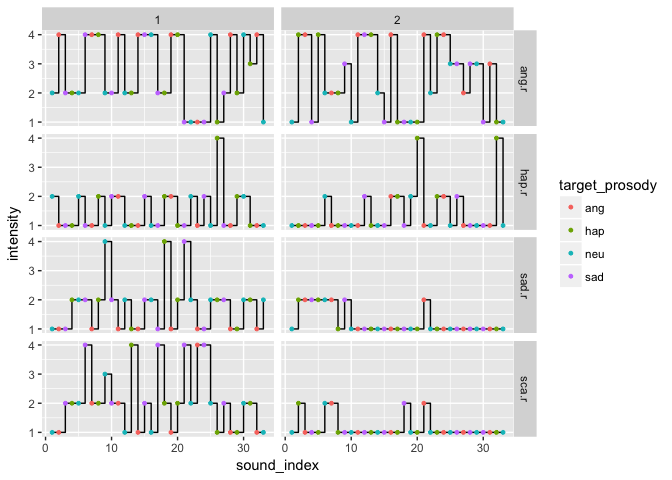 1 2
4
3
2
1
ang.r
4
3
2
1
hap.r
4
3
2
1
sad.r
4
3
2
1
sca.r
0 10 20 30 0 10 20 30
sound_index
intensity
target_prosody
ang
hap
neu
sad